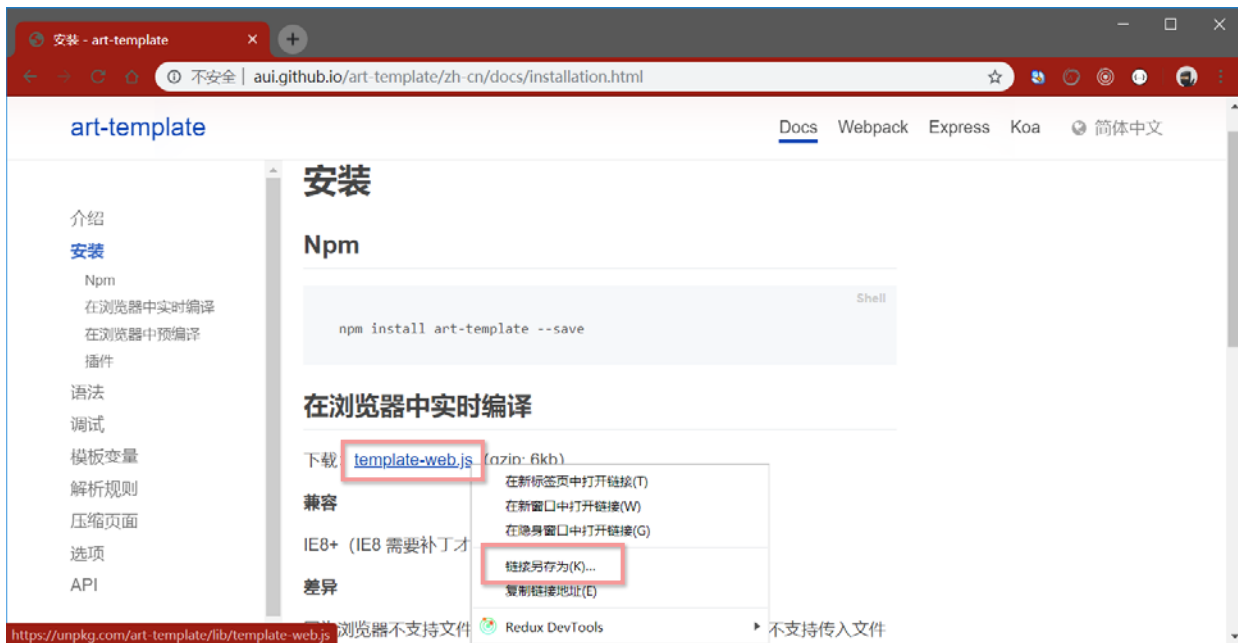 安装 - art-template
不安全 | aui.github.io/art-template/zh-cn/docs/installation.html
art-template
Docs Webpack Express Koa 简体中文
介绍
安装
Npm
在浏览器中实时编译
在浏览器中预编译
插件
语法
调试
模板变量
解析规则
压缩页面
选项
API
安装
Npm
Shell
npm install art-template --save
在浏览器中实时编译
下载: template-web.js (gzip: 6kb)
兼容
IE8+（IE8 需要补丁才
差异
浏览器不支持文件
不支持传入文件
在新标签页中打开链接(T)
在新窗口中打开链接(W)
在隐身窗口中打开链接(G)
链接另存为(K)...
复制链接地址(E)
Redux DevTools
https://unpkg.com/art-template/lib/template-web.js